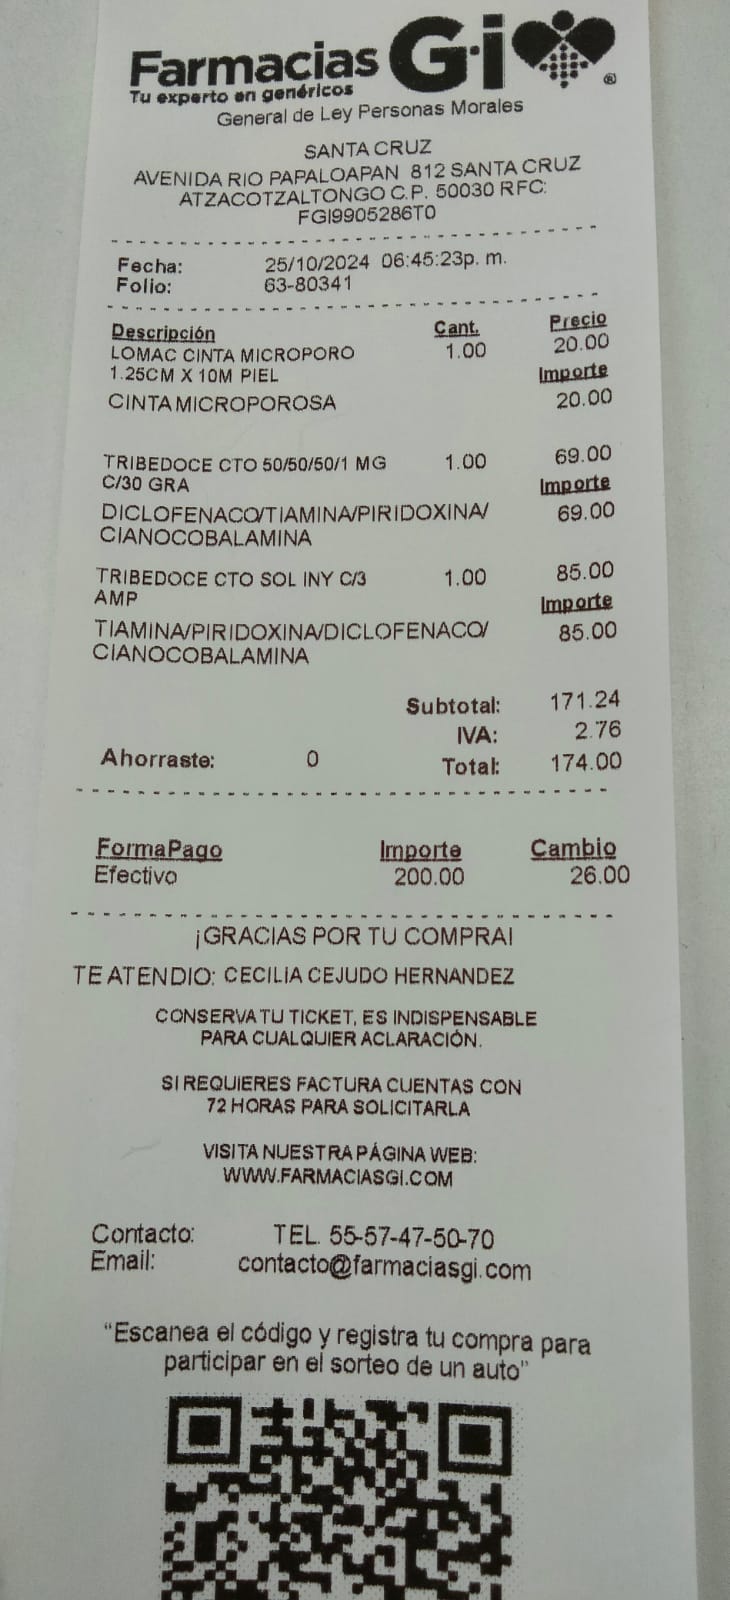 Farmacias Gi ®
Tu experto en genéricos
General de Ley Personas Morales
SANTA CRUZ
AVENIDA RIO PAPALOAPAN 812 SANTA CRUZ
ATZACOTZALTONGO C.P. 50030 RFC:
FGI9905286T0
Fecha: 25/10/2024 06:45:23p. m.
Folio: 63-80341
Descripción Cant. Precio
LOMAC CINTA MICROPORO 1.00 20.00
1.25CM X 10M PIEL Importe
CINTA MICROPOROSA 20.00
TRIBEDOCE CTO 50/50/50/1 MG 1.00 69.00
C/30 GRA Importe
DICLOFENACO/TIAMINA/PIRIDOXINA/ 69.00
CIANOCOBALAMINA
TRIBEDOCE CTO SOL INY C/3 1.00 85.00
AMP Importe
TIAMINA/PIRIDOXINA/DICLOFENACO/ 85.00
CIANOCOBALAMINA
Subtotal: 171.24
IVA: 2.76
Ahorraste: 0 Total: 174.00
FormaPago Importe Cambio
Efectivo 200.00 26.00
¡GRACIAS POR TU COMPRA!
TE ATENDIO: CECILIA CEJUDO HERNANDEZ
CONSERVA TU TICKET, ES INDISPENSABLE
PARA CUALQUIER ACLARACIÓN.
SI REQUIERES FACTURA CUENTAS CON
72 HORAS PARA SOLICITARLA
VISITA NUESTRA PÁGINA WEB:
WWW.FARMACIASGI.COM
Contacto: TEL. 55-57-47-50-70
Email: contacto@farmaciasgi.com
"Escanea el código y registra tu compra para
participar en el sorteo de un auto"